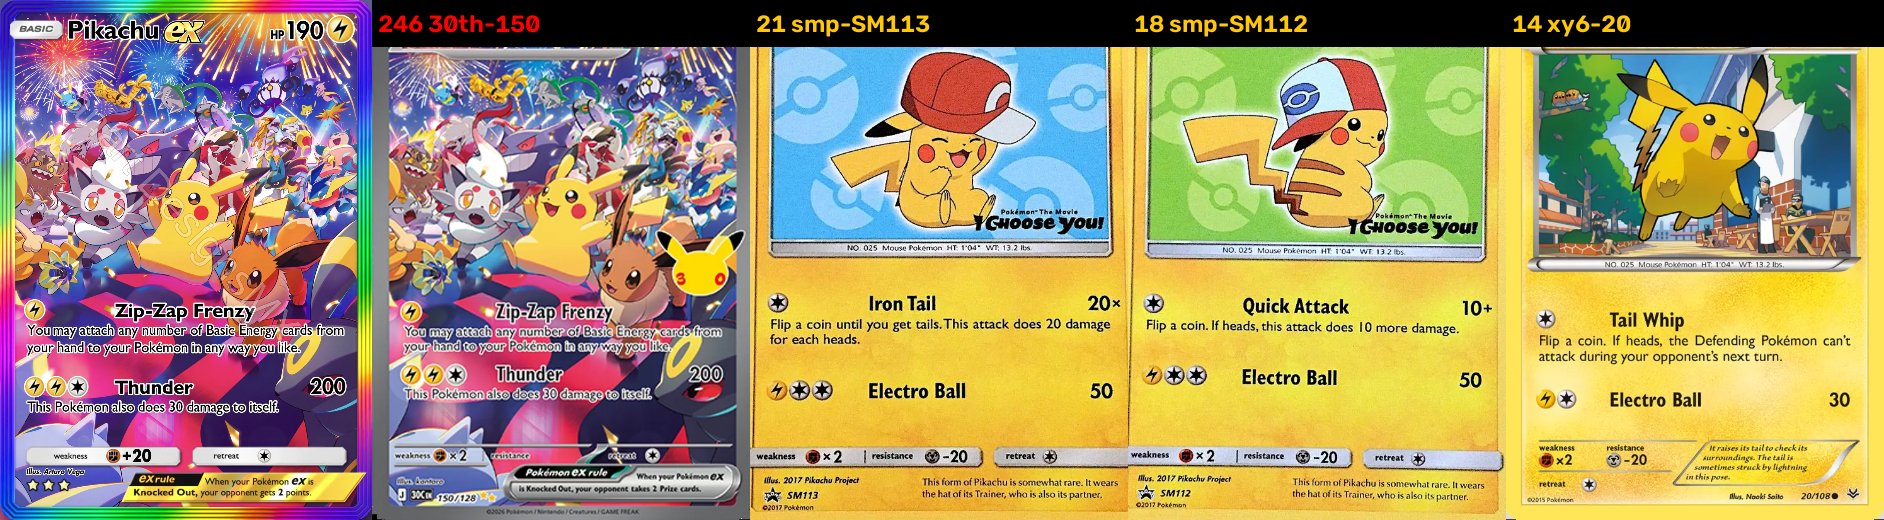 BASIC Pikachu ex HP 190
Zip-Zap Frenzy
You may attach any number of Basic Energy cards from
your hand to your Pokémon in any way you like.
Thunder 200
This Pokémon also does 30 damage to itself.
weakness +20 retreat
Illus. Arturo Vega
ex rule When your Pokémon ex is
Knocked Out, your opponent gets 2 points.
246 30th-150
30
Zip-Zap Frenzy
You may attach any number of Basic Energy cards from
your hand to your Pokémon in any way you like.
Thunder 200
This Pokémon also does 30 damage to itself.
weakness ×2 resistance retreat
Illus. kantaro
Pokémon ex rule When your Pokémon ex
is Knocked Out, your opponent takes 2 Prize cards.
J 30C EN 150/128
©2026 Pokémon / Nintendo / Creatures / GAME FREAK
21 smp-SM113
Pokémon The Movie
I Choose You!
NO. 025 Mouse Pokémon HT: 1'04" WT: 13.2 lbs.
Iron Tail 20×
Flip a coin until you get tails. This attack does 20 damage
for each heads.
Electro Ball 50
weakness ×2 resistance -20 retreat
Illus. 2017 Pikachu Project
SM113
©2017 Pokémon
This form of Pikachu is somewhat rare. It wears
the hat of its Trainer, who is also its partner.
18 smp-SM112
Pokémon The Movie
I Choose You!
NO. 025 Mouse Pokémon HT: 1'04" WT: 13.2 lbs.
Quick Attack 10+
Flip a coin. If heads, this attack does 10 more damage.
Electro Ball 50
weakness ×2 resistance -20 retreat
Illus. 2017 Pikachu Project
SM112
©2017 Pokémon
This form of Pikachu is somewhat rare. It wears
the hat of its Trainer, who is also its partner.
14 xy6-20
NO. 025 Mouse Pokémon HT: 1'04" WT: 13.2 lbs.
Tail Whip
Flip a coin. If heads, the Defending Pokémon can't
attack during your opponent's next turn.
Electro Ball 30
weakness resistance
×2 -20
retreat
It raises its tail to check its
surroundings. The tail is
sometimes struck by lightning
in this pose.
Illus. Naoki Saito 20/108
©2015 Pokémon